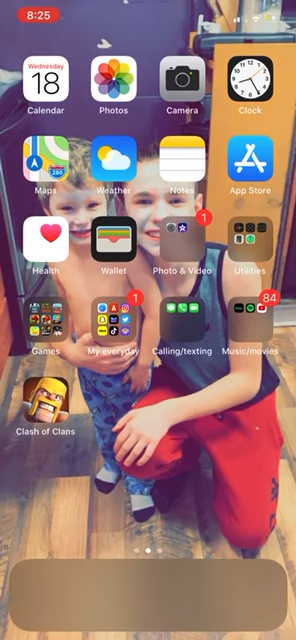 8:25
Wednesday
18
Calendar
Photos
Camera
Clock
280
Maps
Weather
Notes
App Store
1
Health
Wallet
Photo & Video
Utilities
1
84
Games
My everyday
Calling/texting
Music/movies
Clash of Clans